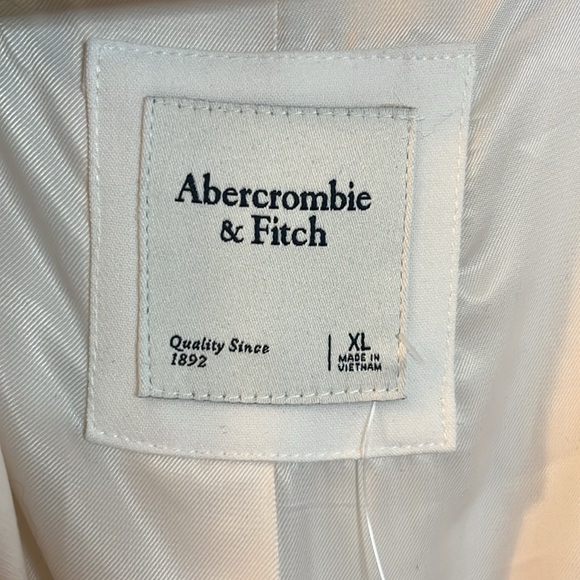 Abercrombie
& Fitch
Quality Since
1892
XL
MADE IN
VIETNAM